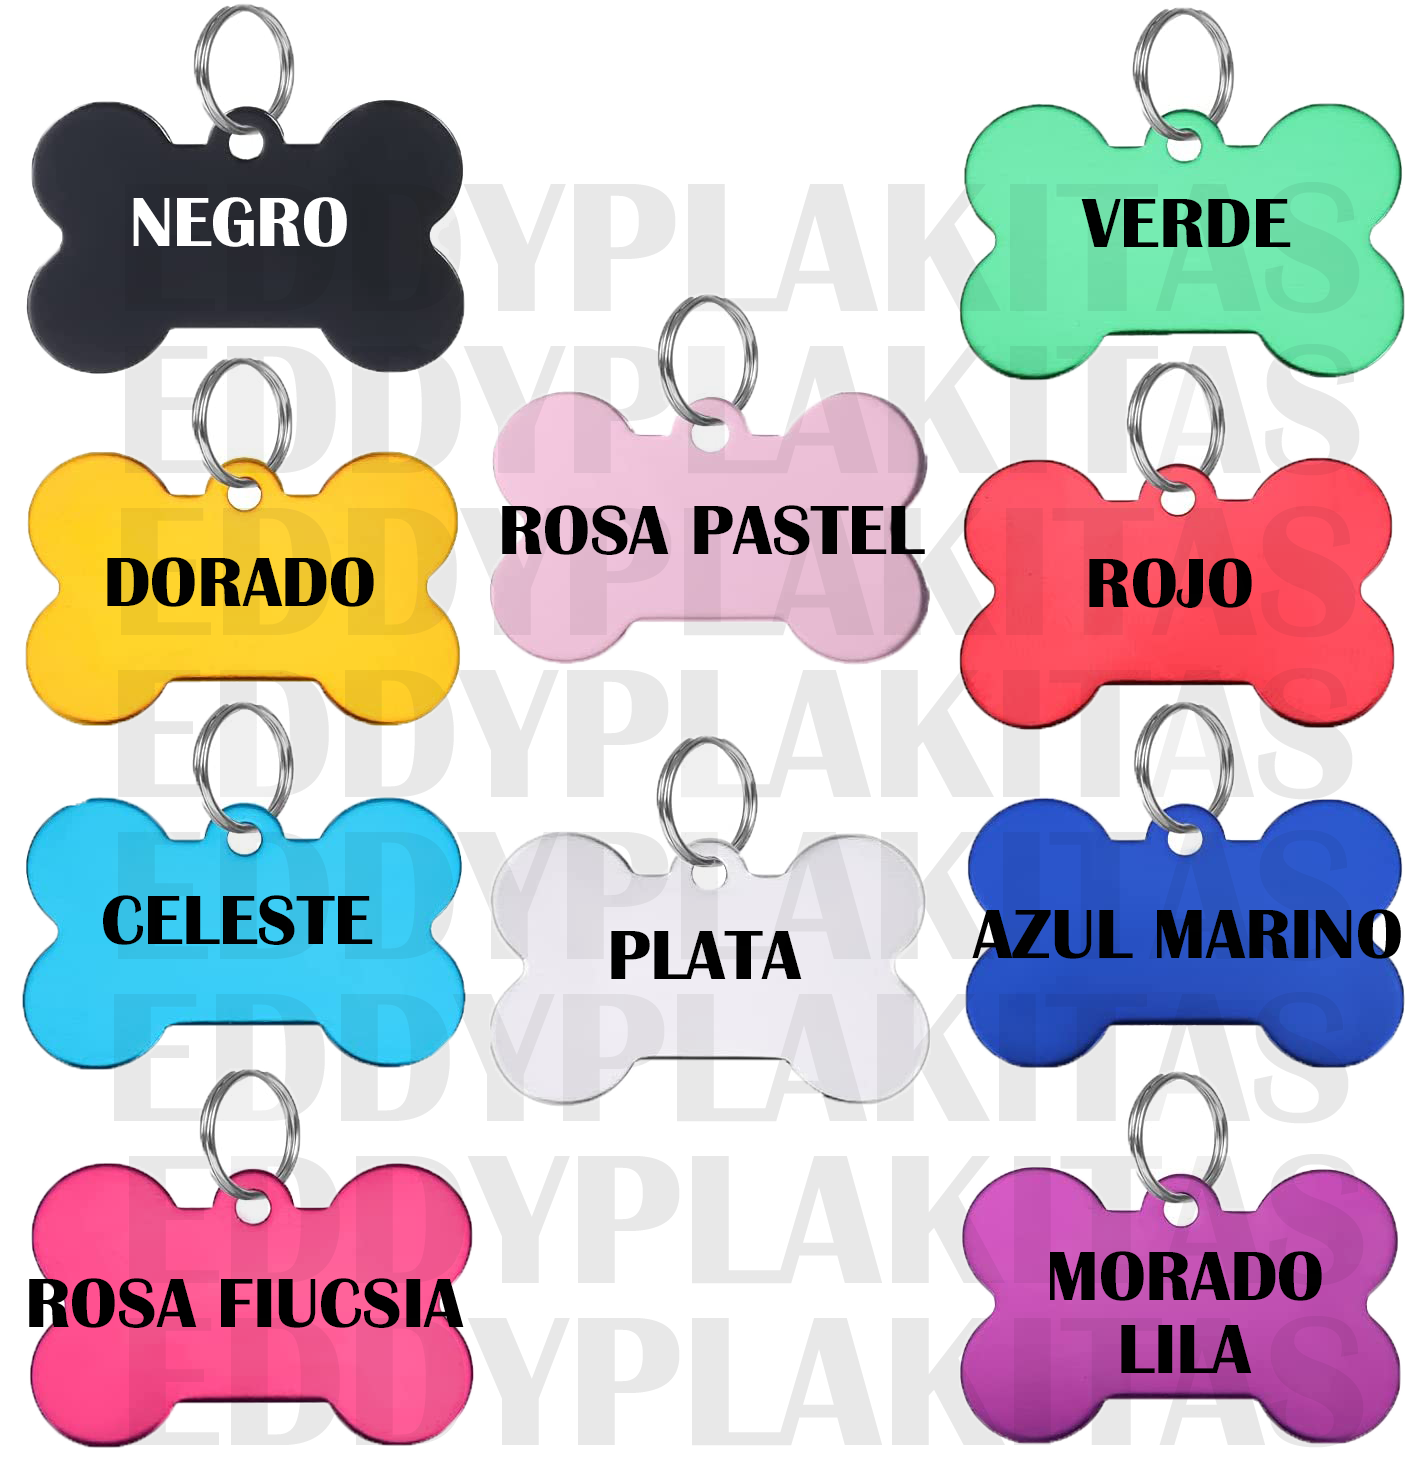 NEGRO
VERDE
ROSA PASTEL
DORADO
ROJO
CELESTE
PLATA
AZUL MARINO
ROSA FIUCSIA
MORADO
LILA
EDDYPLAKITAS
EDDYPLAKITAS
EDDYPLAKITAS
EDDYPLAKITAS
EDDYPLAKITAS
EDDYPLAKITAS
EDDYPLAKITAS
EDDYPLAKITAS